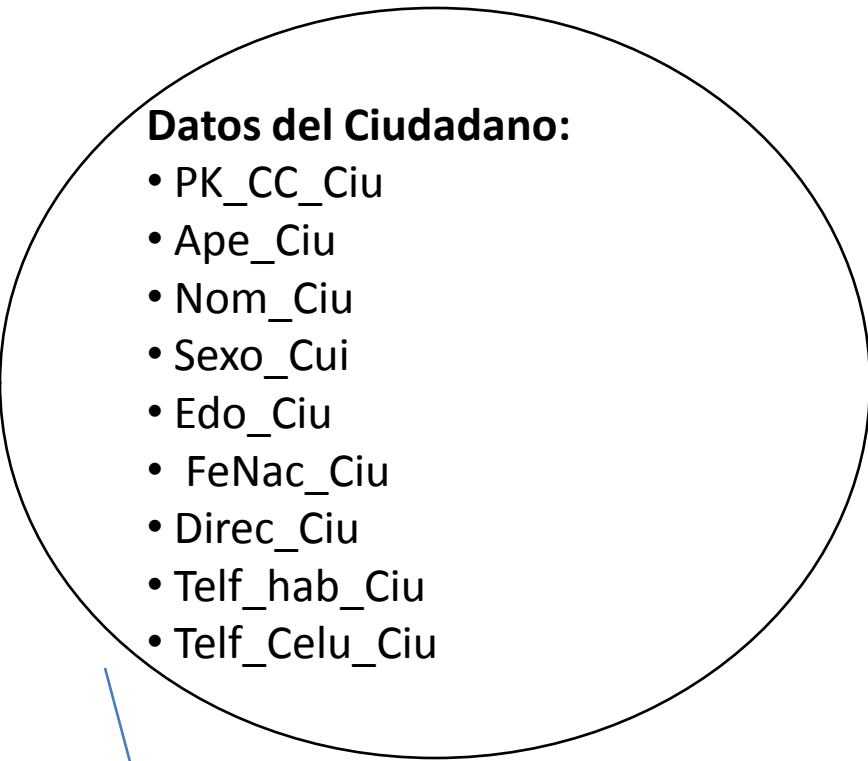 Datos del Ciudadano:
• PK_CC_Ciu
• Ape_Ciu
• Nom_Ciu
• Sexo_Cui
• Edo_Ciu
• FeNac_Ciu
• Direc_Ciu
• Telf_hab_Ciu
• Telf_Celu_Ciu